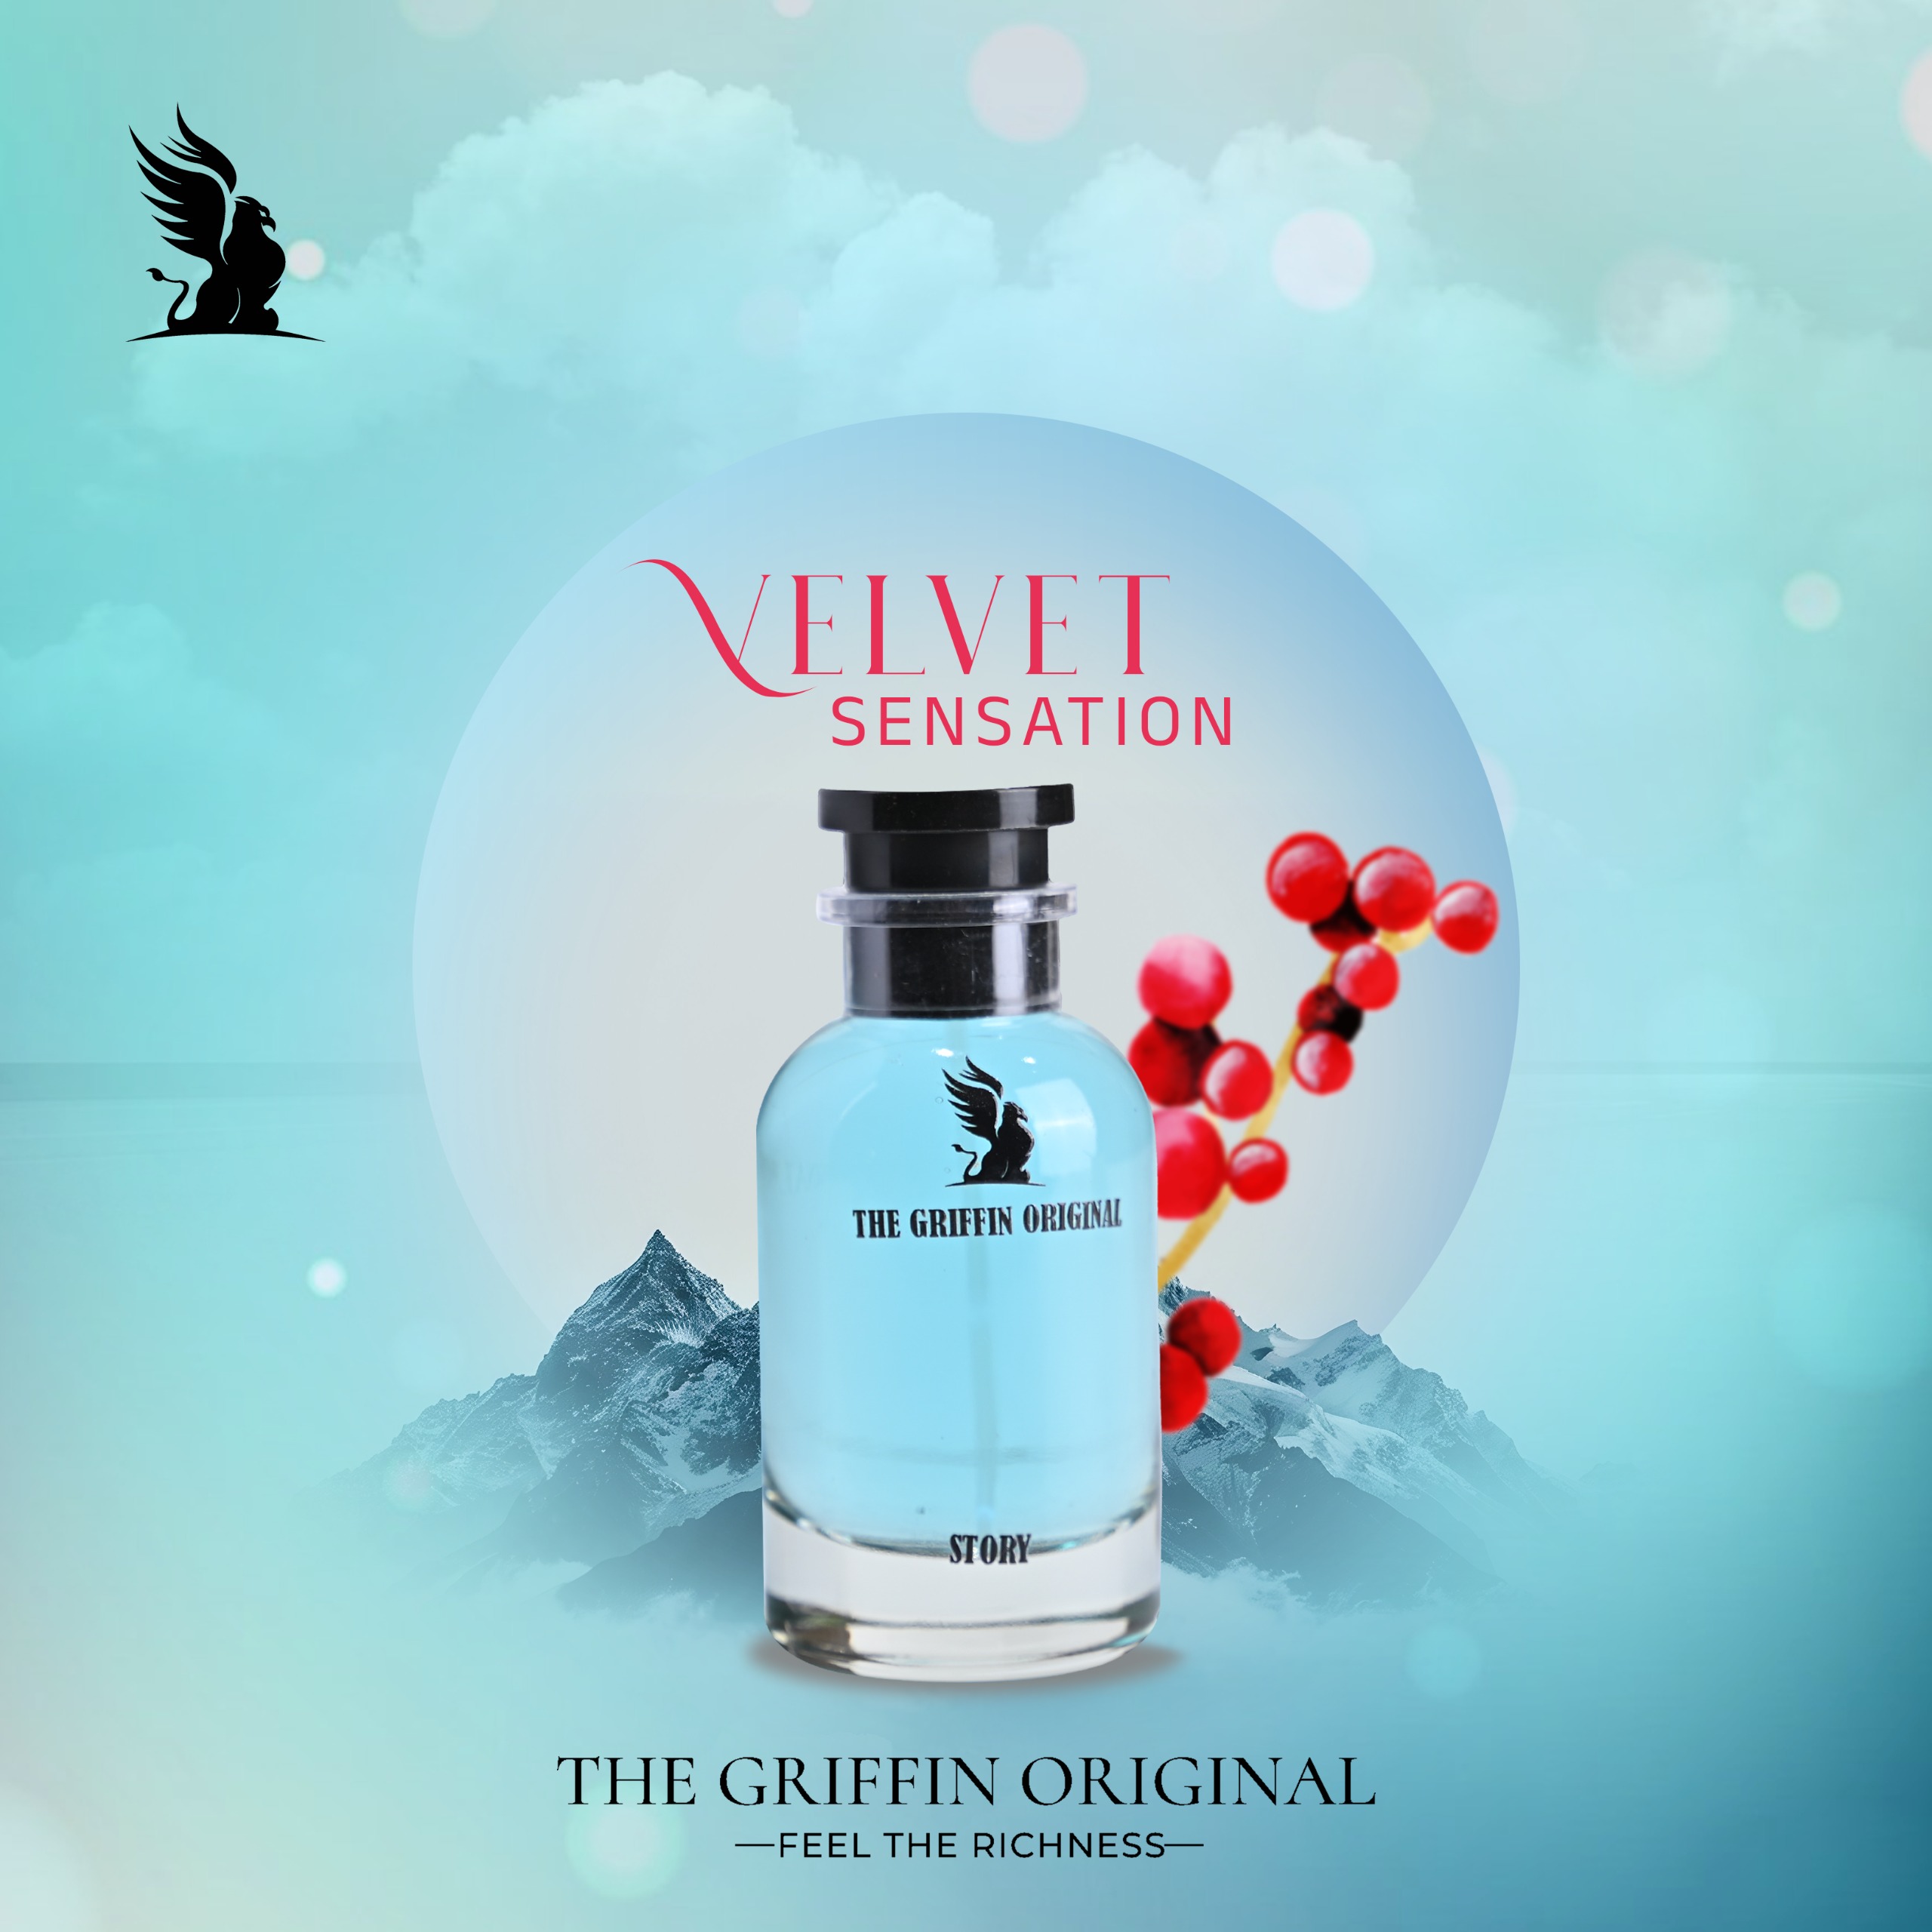 VELVET
SENSATION
THE GRIFFIN ORIGINAL
STORY
THE GRIFFIN ORIGINAL
—FEEL THE RICHNESS—